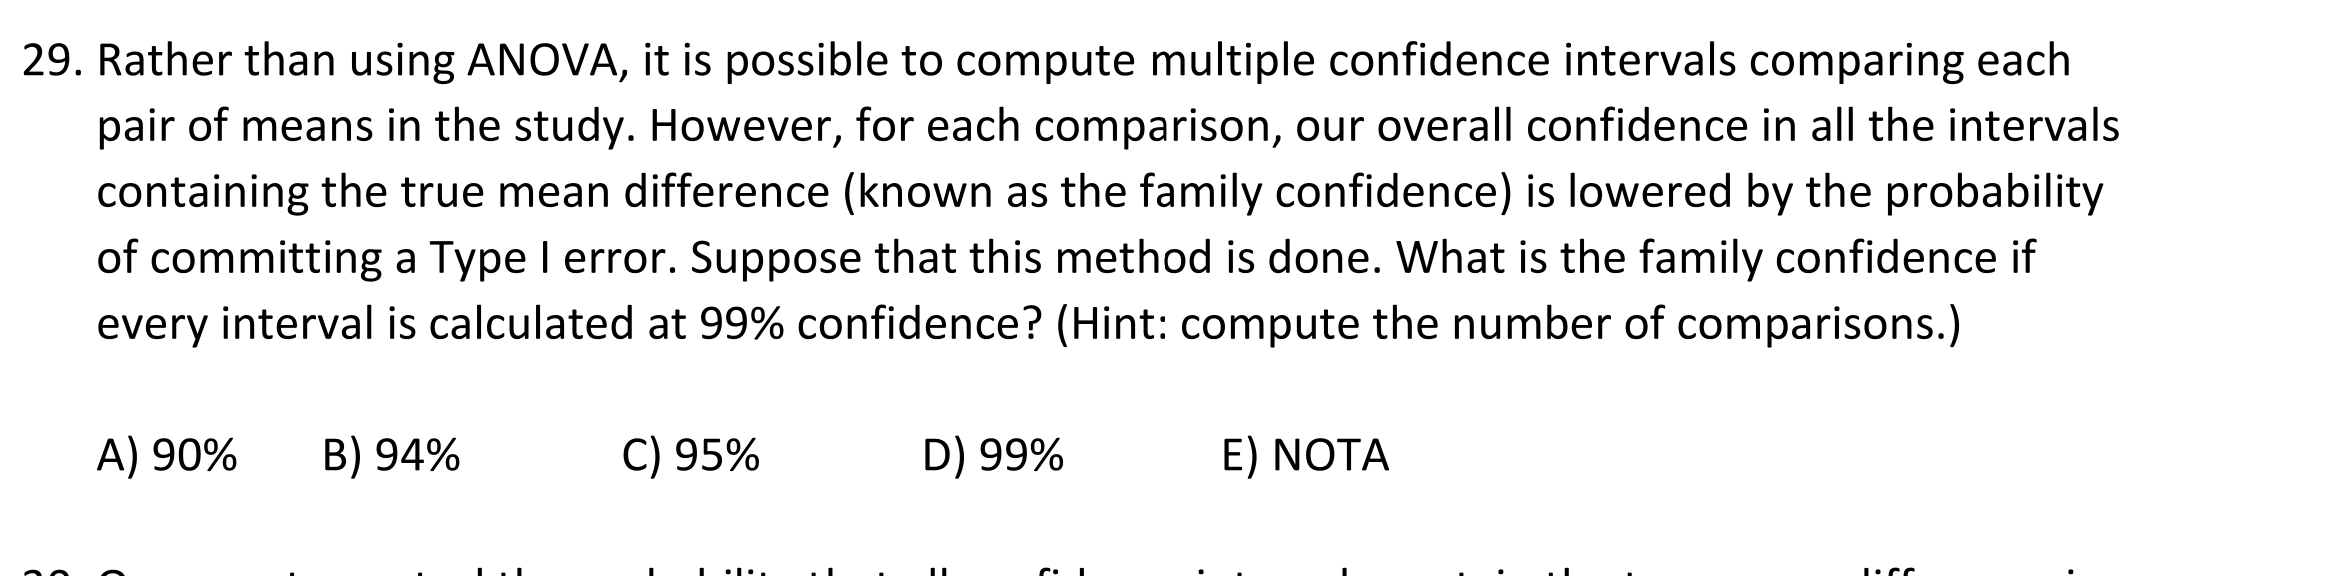 29. Rather than using ANOVA, it is possible to compute multiple confidence intervals comparing each
pair of means in the study. However, for each comparison, our overall confidence in all the intervals
containing the true mean difference (known as the family confidence) is lowered by the probability
of committing a Type I error. Suppose that this method is done. What is the family confidence if
every interval is calculated at 99% confidence? (Hint: compute the number of comparisons.)
A) 90% B) 94% C) 95% D) 99% E) NOTA